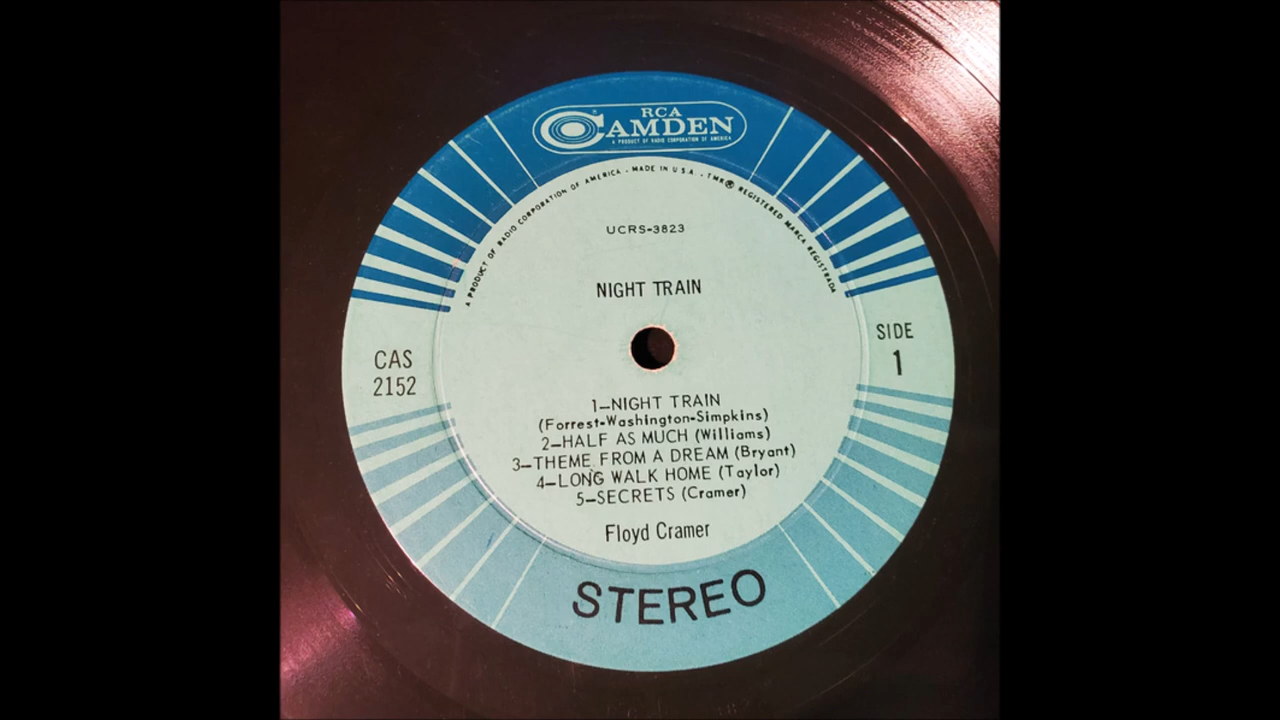 RCA
CAMDEN
A PRODUCT OF RADIO CORPORATION OF AMERICA
A PRODUCT OF RADIO CORPORATION OF AMERICA - MADE IN U.S.A. - TMK® REGISTERED MARCA REGISTRADA
UCRS-3823
NIGHT TRAIN
CAS
2152
SIDE
1
1—NIGHT TRAIN
(Forrest-Washington-Simpkins)
2—HALF AS MUCH (Williams)
3—THEME FROM A DREAM (Bryant)
4—LONG WALK HOME (Taylor)
5—SECRETS (Cramer)
Floyd Cramer
STEREO